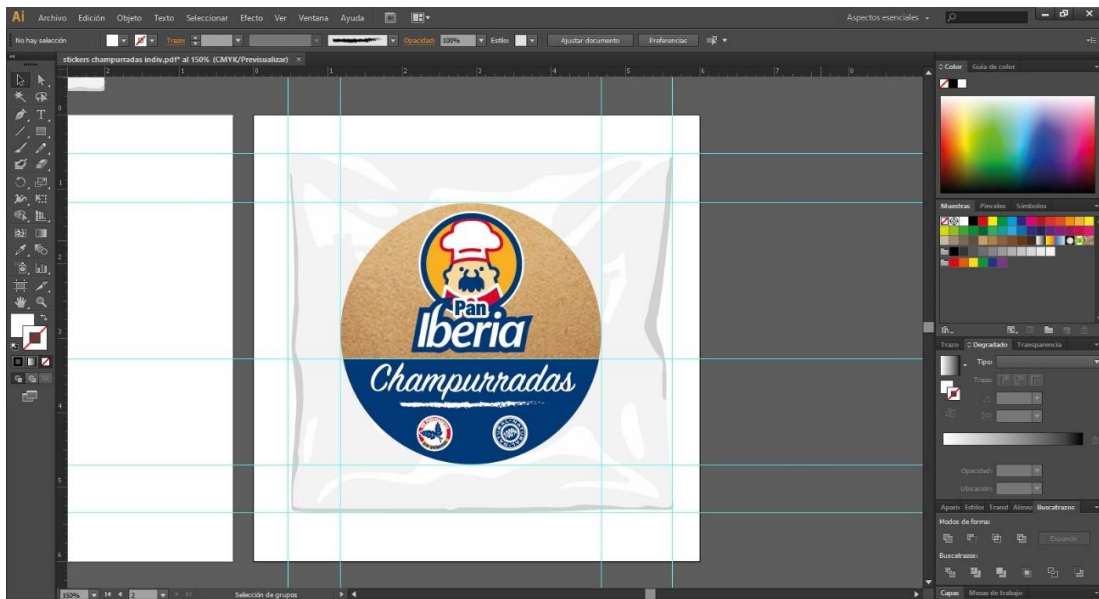 Ai Archivo Edición Objeto Texto Seleccionar Efecto Ver Ventana Ayuda
Aspectos esenciales
No hay selección
Trazo:
Opacidad: 100%
Estilo:
Ajustar documento
Preferencias
stickers champurradas indiv.pdf* al 150% (CMYK/Previsualizar) ×
Color Guía de color
Muestras Pinceles Símbolos
Pan
Iberia
Champurradas
Trazo Degradado Transparencia
Tipo:
Trazo:
Opacidad:
Ubicación:
Aparie Estilos Transf Alinea Buscatrazos
Modos de forma:
Expandir
Buscatrazos:
Capas Mesas de trabajo
150% 2 Selección de grupos